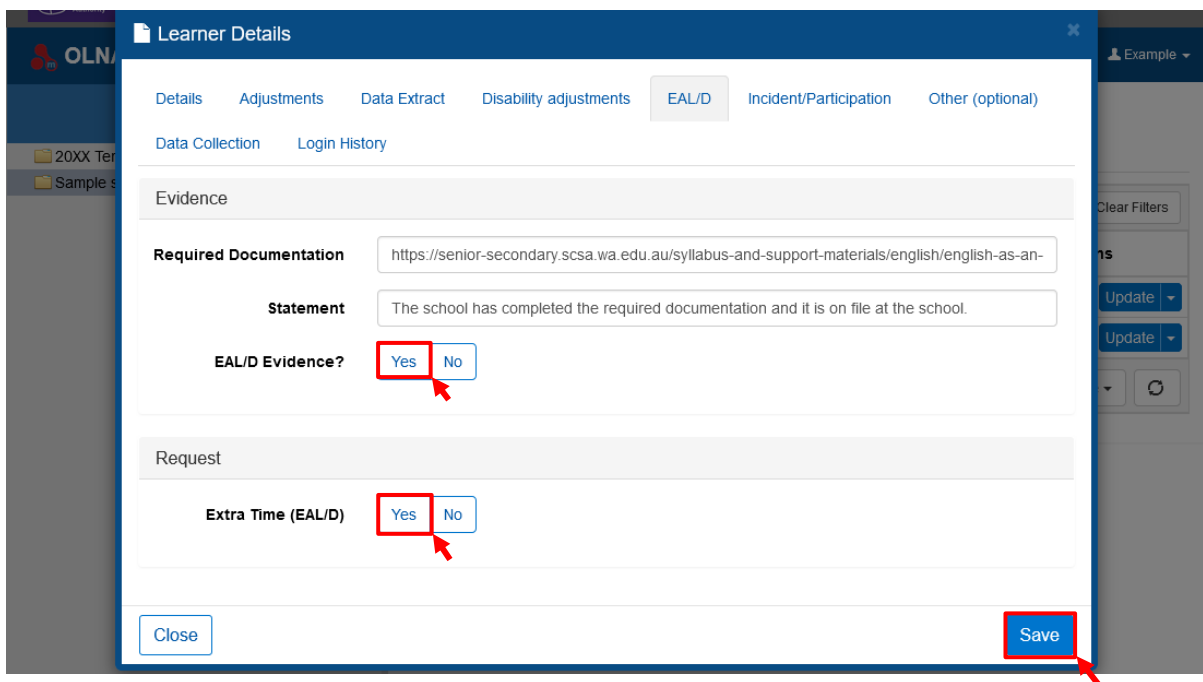 Learner Details
OLNA
Example
Details Adjustments Data Extract Disability adjustments EAL/D Incident/Participation Other (optional)
Data Collection Login History
20XX
Sample
Evidence
Clear Filters
Required Documentation https://senior-secondary.scsa.wa.edu.au/syllabus-and-support-materials/english/english-as-an-
Statement The school has completed the required documentation and it is on file at the school.
Update
EAL/D Evidence? Yes No
Update
Request
Extra Time (EAL/D) Yes No
Close Save